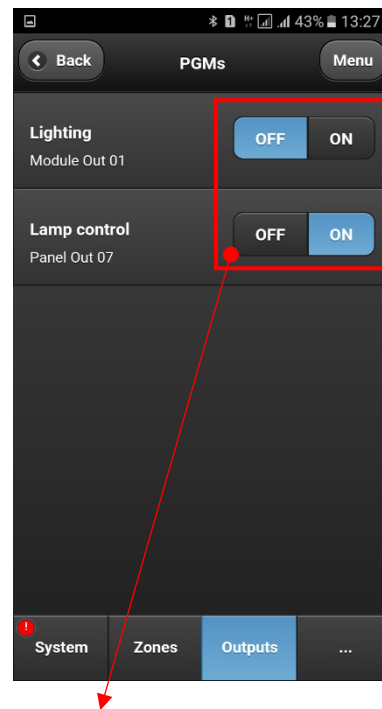 43% 13:27
Back PGMs Menu
Lighting OFF ON
Module Out 01
Lamp control OFF ON
Panel Out 07
!
System Zones Outputs ...